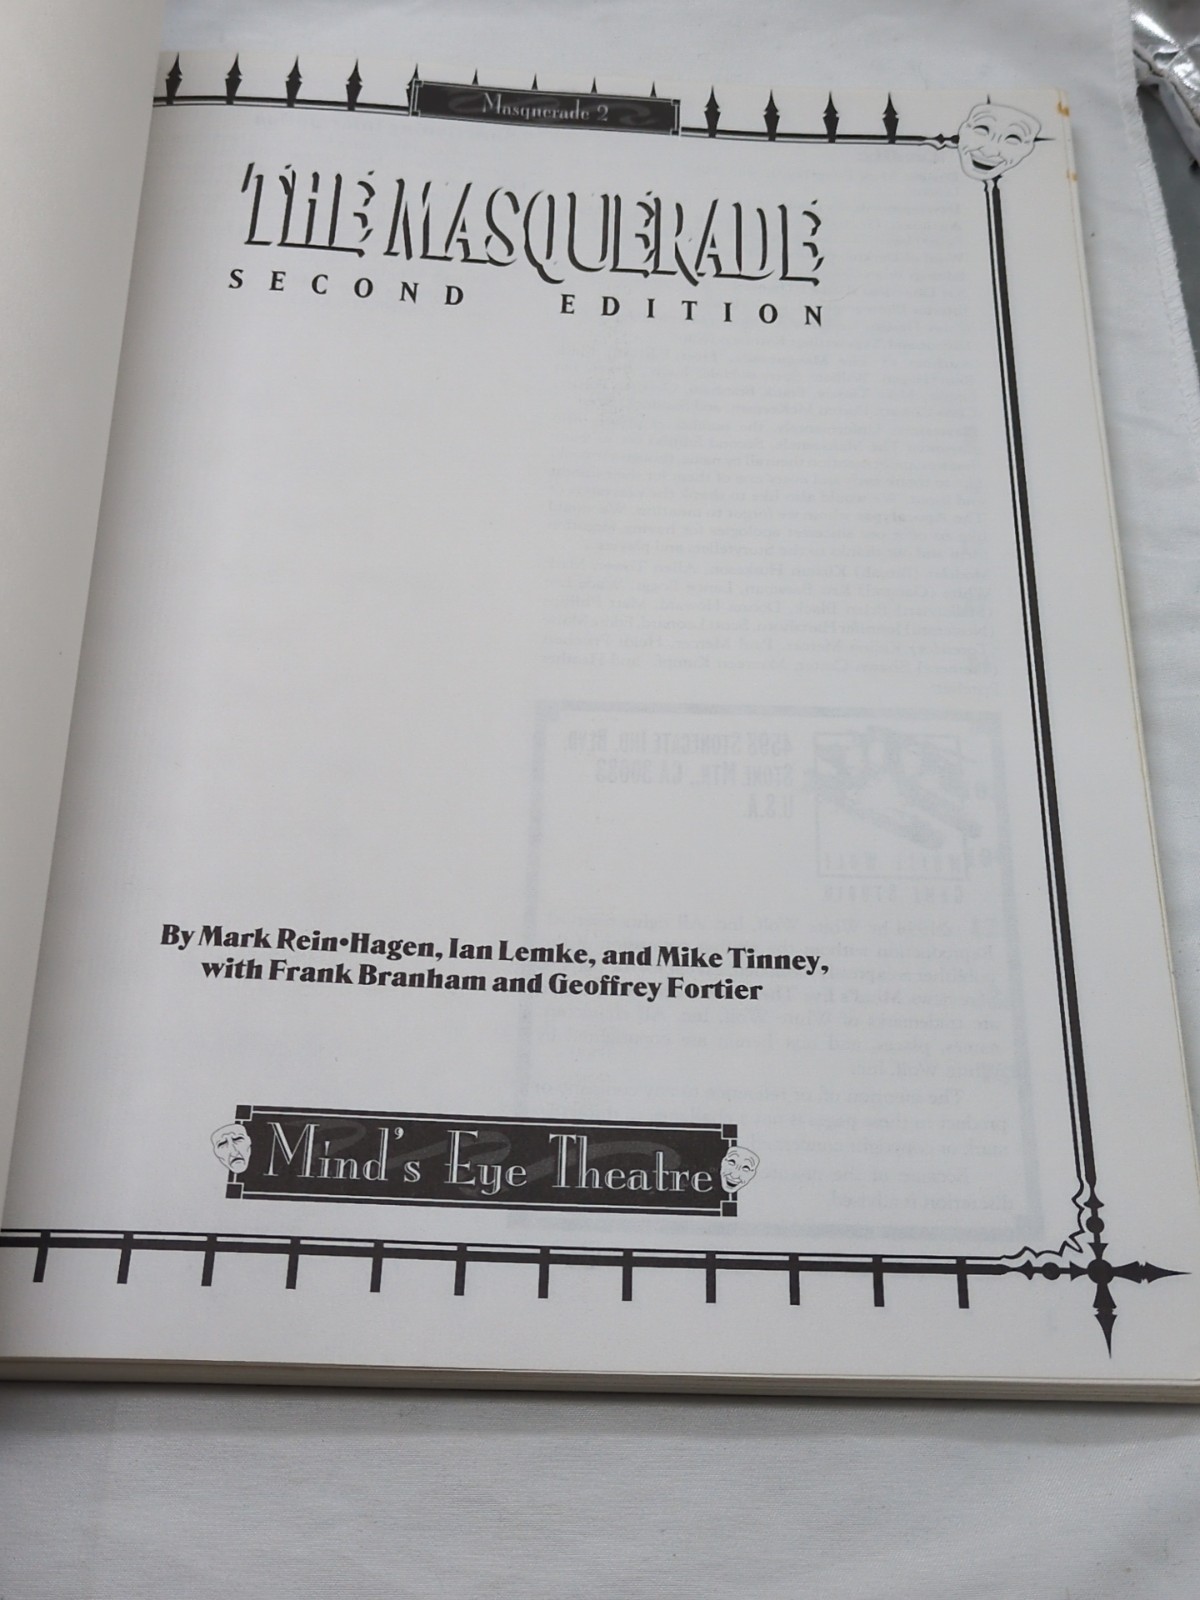 Masquerade 2
THE MASQUERADE
SECOND EDITION
By Mark Rein•Hagen, Ian Lemke, and Mike Tinney,
with Frank Branham and Geoffrey Fortier
Mind's Eye Theatre